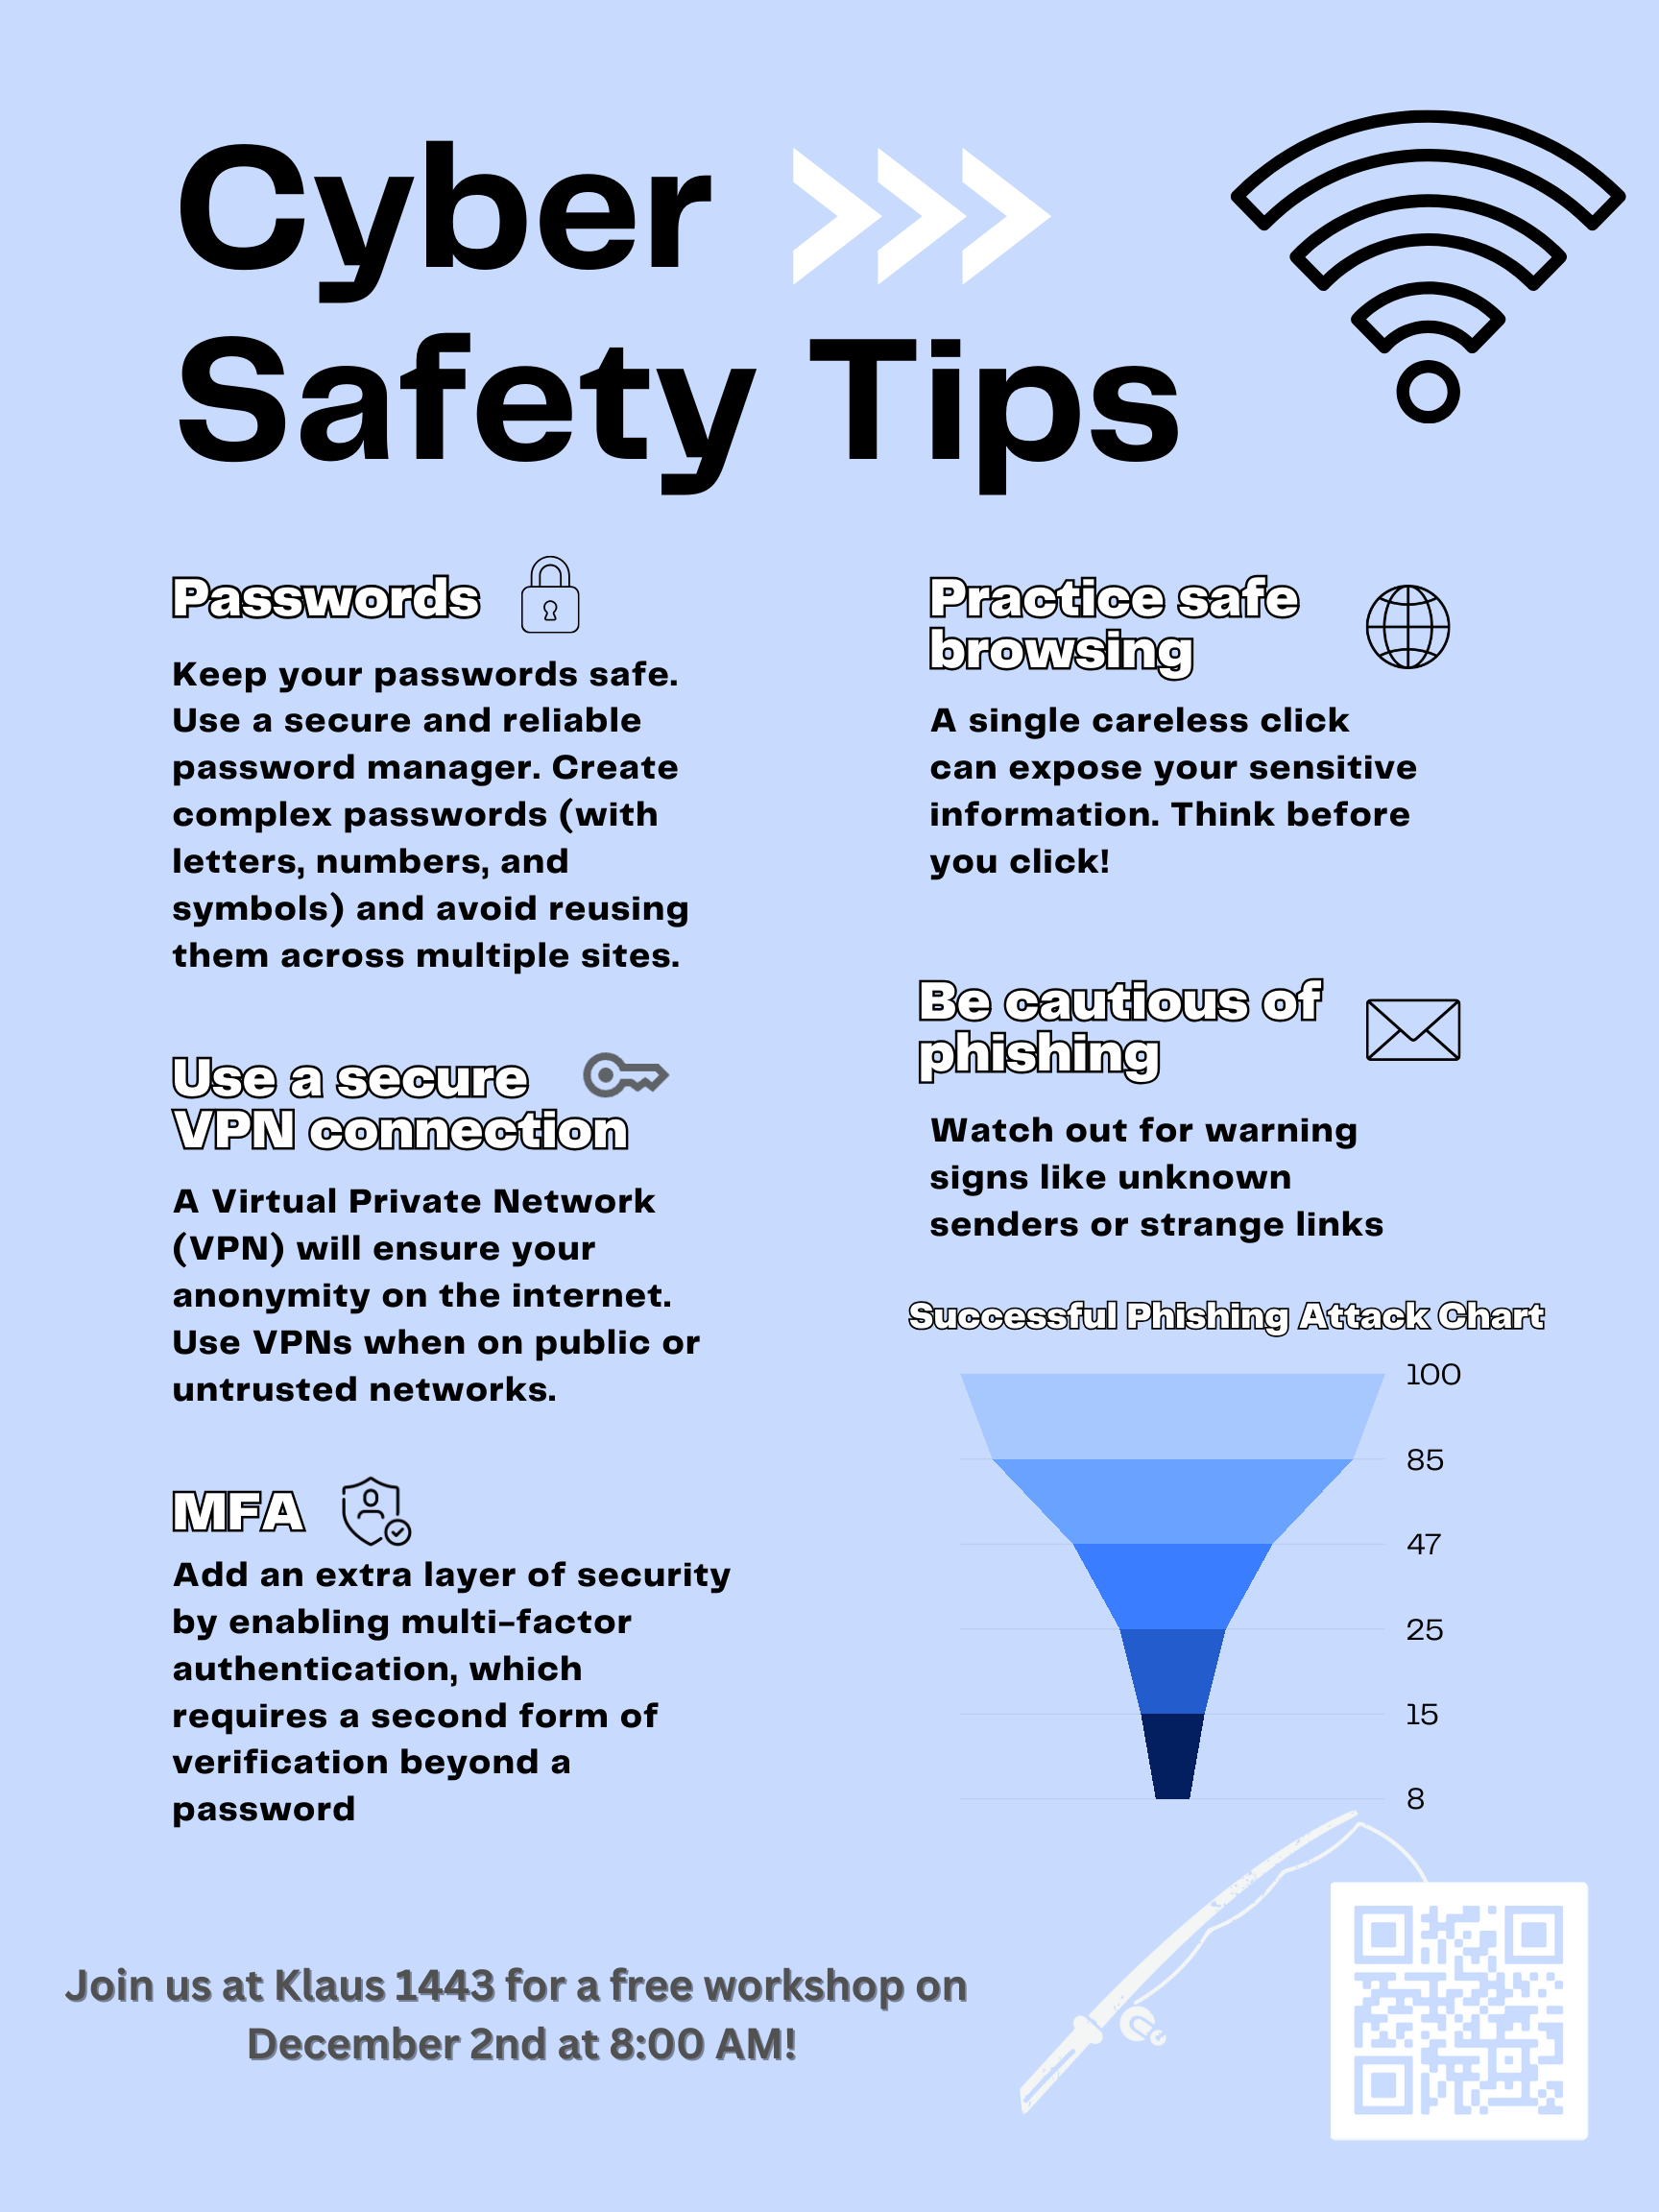 Cyber
Safety Tips
Passwords
Keep your passwords safe.
Use a secure and reliable
password manager. Create
complex passwords (with
letters, numbers, and
symbols) and avoid reusing
them across multiple sites.
Use a secure
VPN connection
A Virtual Private Network
(VPN) will ensure your
anonymity on the internet.
Use VPNs when on public or
untrusted networks.
MFA
Add an extra layer of security
by enabling multi-factor
authentication, which
requires a second form of
verification beyond a
password
Practice safe
browsing
A single careless click
can expose your sensitive
information. Think before
you click!
Be cautious of
phishing
Watch out for warning
signs like unknown
senders or strange links
Successful Phishing Attack Chart
100
85
47
25
15
8
Join us at Klaus 1443 for a free workshop on
December 2nd at 8:00 AM!